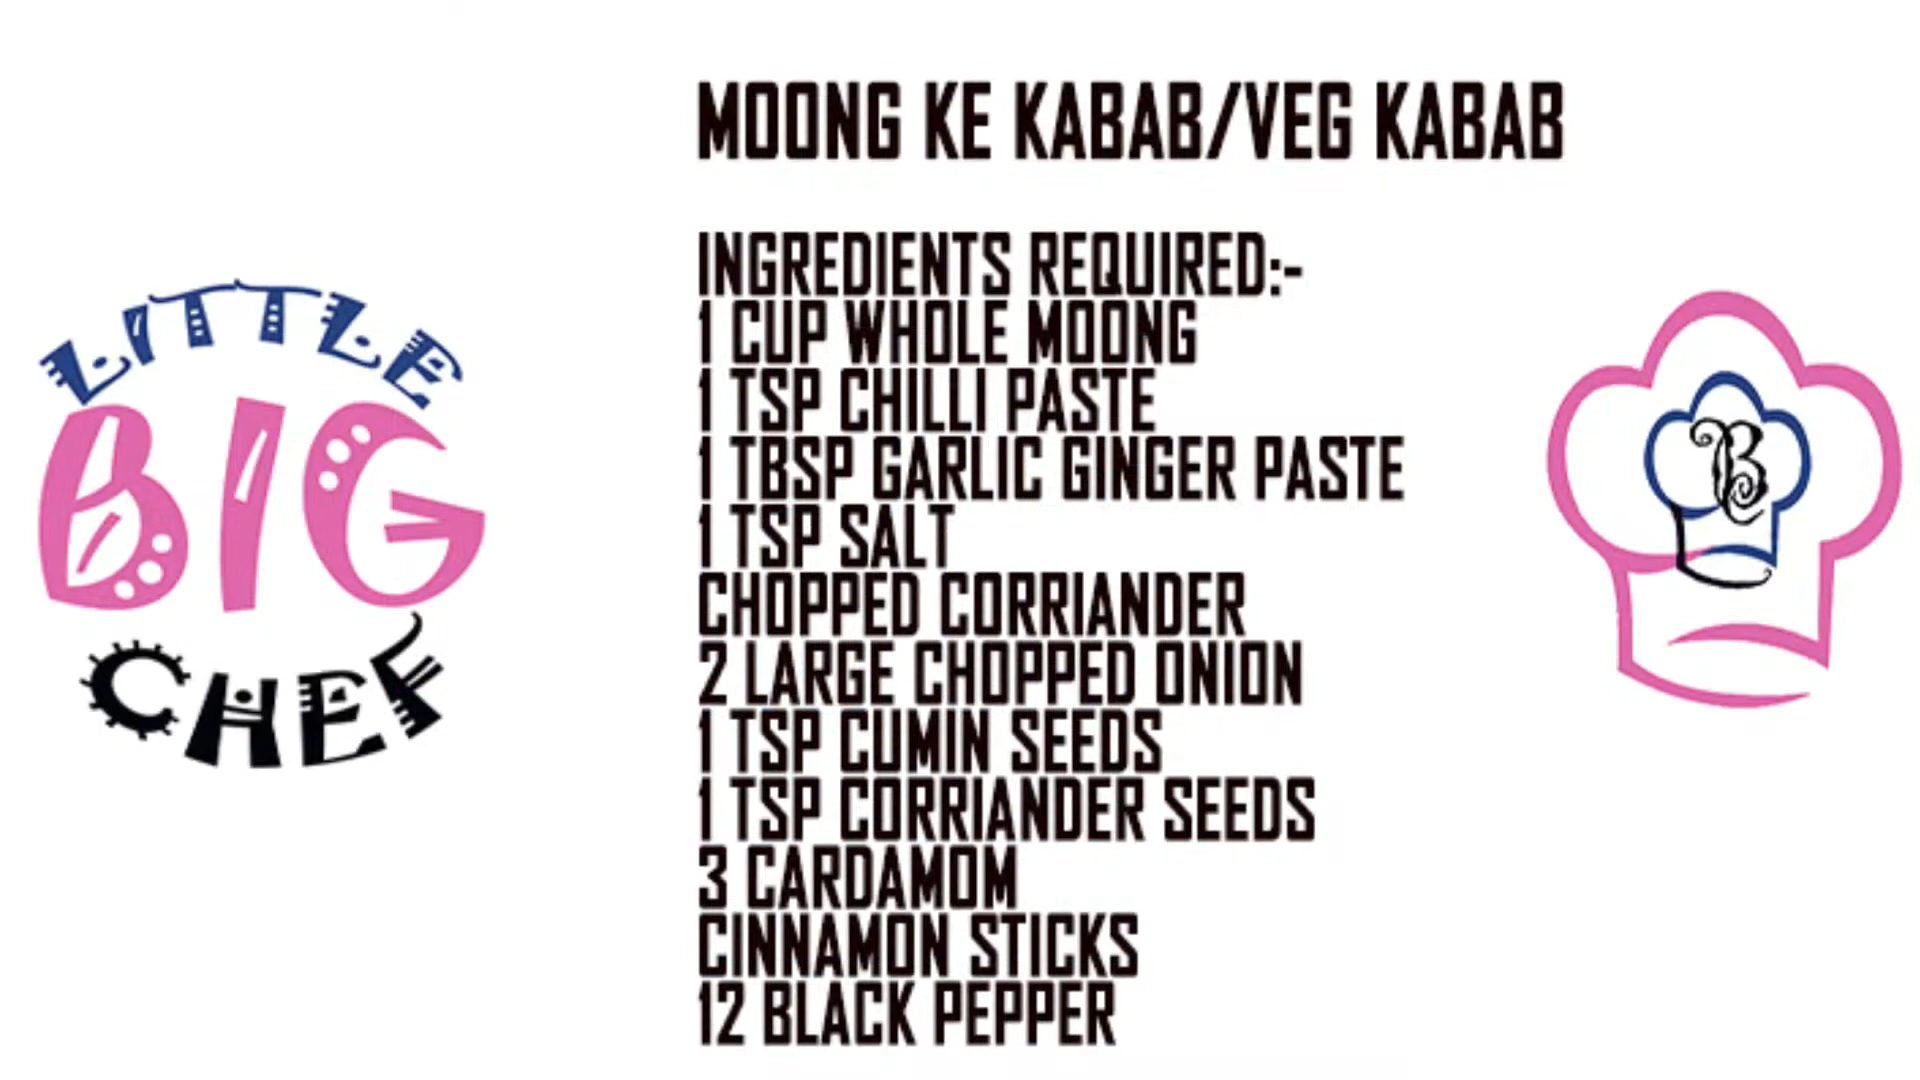 MOONG KE KABAB/VEG KABAB
INGREDIENTS REQUIRED:-
1 CUP WHOLE MOONG
1 TSP CHILLI PASTE
1 TBSP GARLIC GINGER PASTE
1 TSP SALT
CHOPPED CORRIANDER
2 LARGE CHOPPED ONION
1 TSP CUMIN SEEDS
1 TSP CORRIANDER SEEDS
3 CARDAMOM
CINNAMON STICKS
12 BLACK PEPPER
LITTLE
BIG
CHEF
B